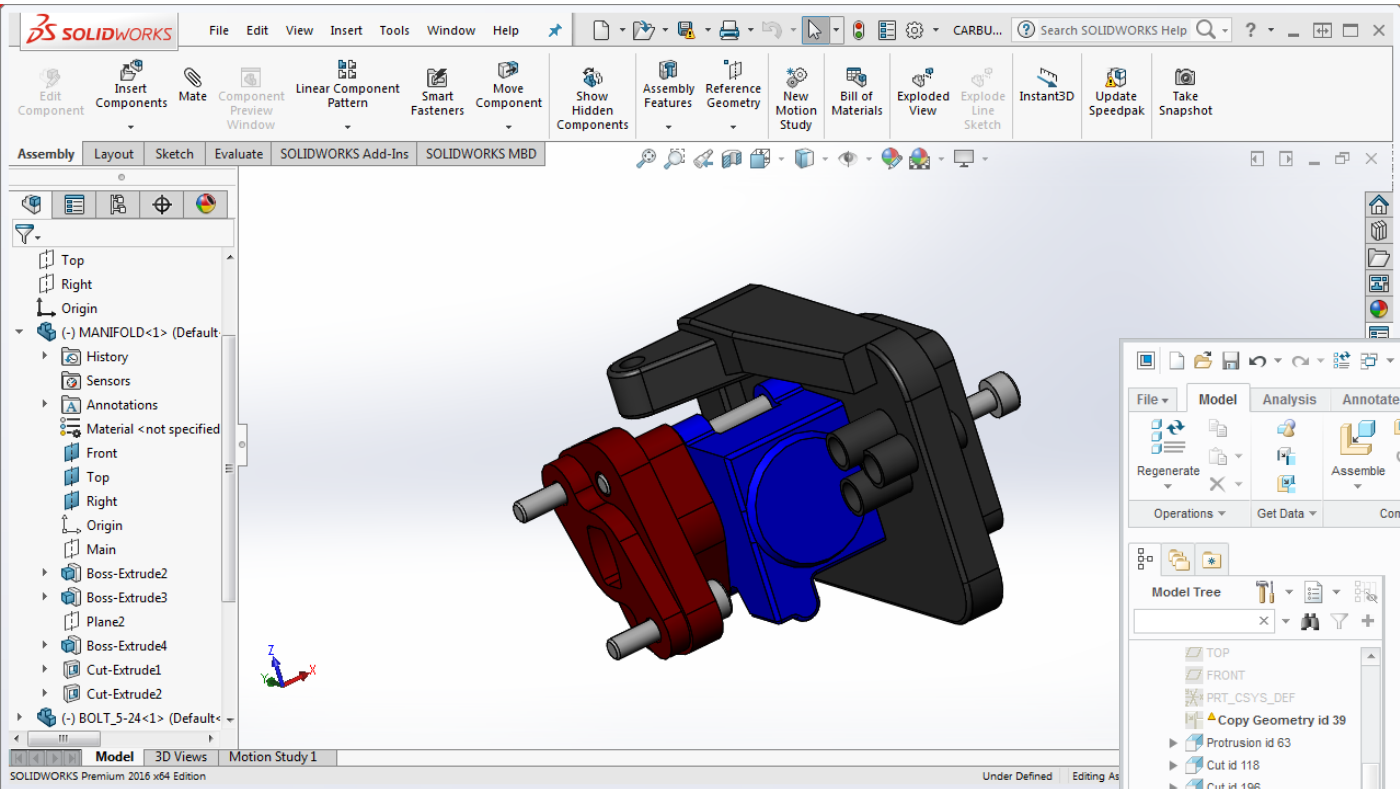 SOLIDWORKS File Edit View Insert Tools Window Help CARBU... Search SOLIDWORKS Help
Edit Component
Insert Components
Mate
Component Preview Window
Linear Component Pattern
Smart Fasteners
Move Component
Show Hidden Components
Assembly Features
Reference Geometry
New Motion Study
Bill of Materials
Exploded View
Explode Line Sketch
Instant3D
Update Speedpak
Take Snapshot
Assembly Layout Sketch Evaluate SOLIDWORKS Add-Ins SOLIDWORKS MBD
Top
Right
Origin
(-) MANIFOLD<1> (Default
History
Sensors
Annotations
Material <not specified
Front
Top
Right
Origin
Main
Boss-Extrude2
Boss-Extrude3
Plane2
Boss-Extrude4
Cut-Extrude1
Cut-Extrude2
(-) BOLT_5-24<1> (Default<
Z
X
Y
Model 3D Views Motion Study 1
SOLIDWORKS Premium 2016 x64 Edition
Under Defined Editing As
File Model Analysis Annotate
Regenerate
Assemble
Operations Get Data Com
Model Tree
TOP
FRONT
PRT_CSYS_DEF
Copy Geometry id 39
Protrusion id 63
Cut id 118
Cut id 196